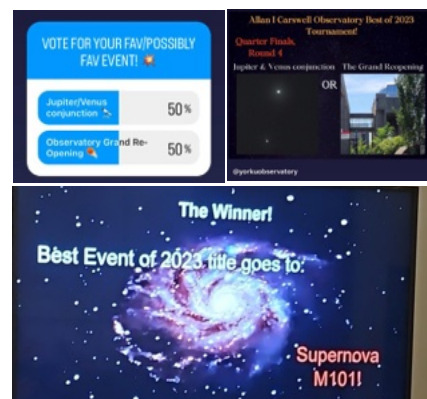 VOTE FOR YOUR FAV/POSSIBLY
FAV EVENT! 💥
Jupiter/Venus
conjunction 🔭
50%
Observatory Grand Re-
Opening
50%
Allan I Carswell Observatory Best of 2023
Tournament!
Quarter Finals,
Round 4
Jupiter & Venus conjunction
The Grand Reopening
OR
@yorkuobservatory
The Winner!
Best Event of 2023 title goes to:
Supernova
M101!